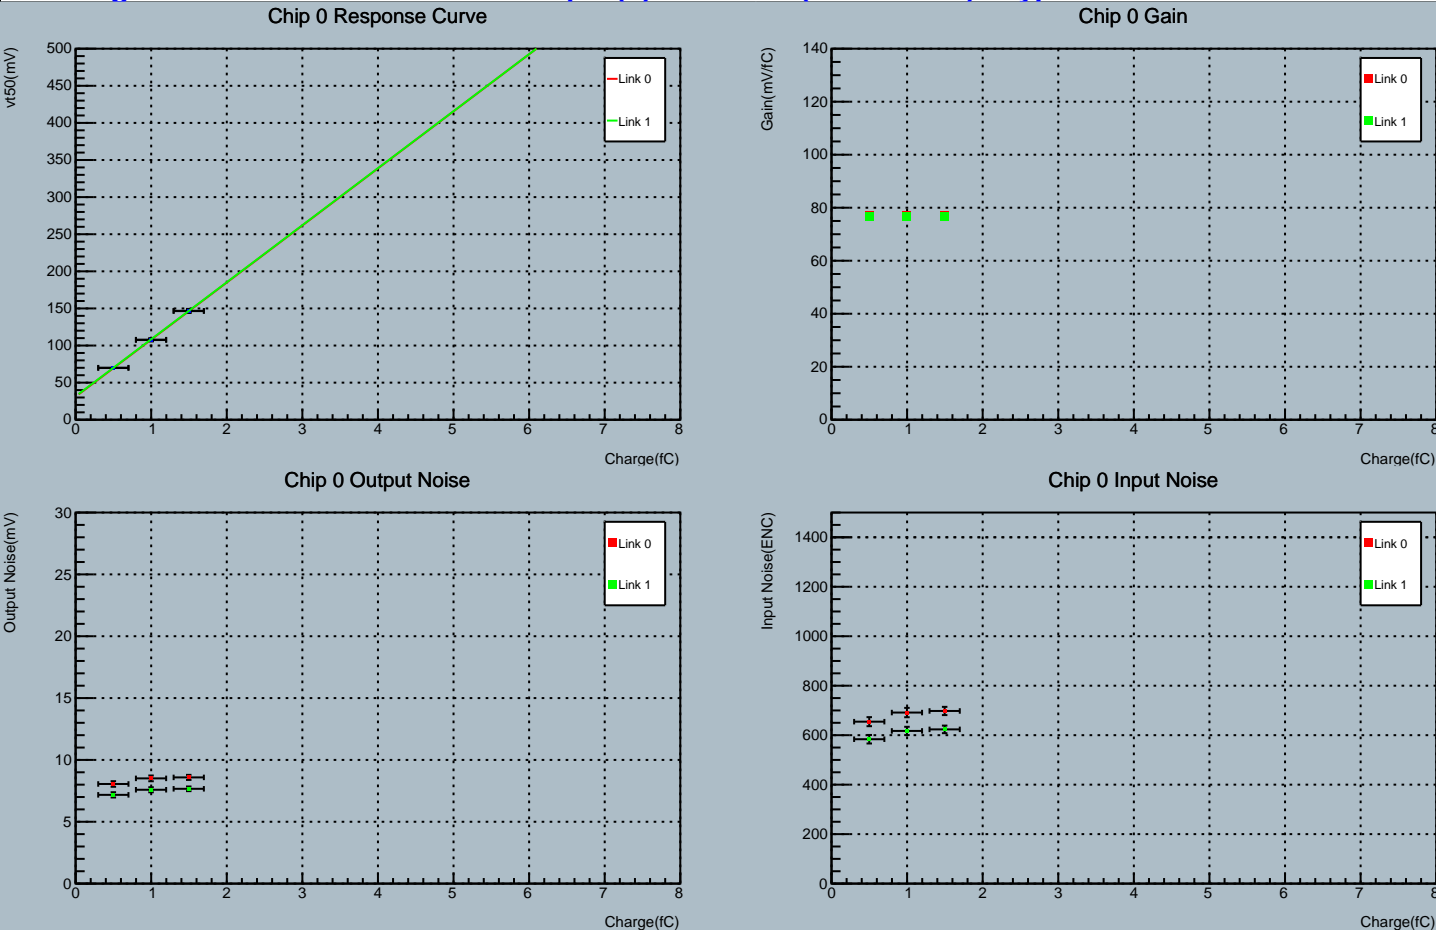 Chip 0 Response Curve
vt50(mV)
500
450
400
350
300
250
200
150
100
50
0
0 1 2 3 4 5 6 7 8
Charge(fC)
Link 0
Link 1
Chip 0 Gain
Gain(mV/fC)
140
120
100
80
60
40
20
0
0 1 2 3 4 5 6 7 8
Charge(fC)
Link 0
Link 1
Chip 0 Output Noise
Output Noise(mV)
30
25
20
15
10
5
0
0 1 2 3 4 5 6 7 8
Charge(fC)
Link 0
Link 1
Chip 0 Input Noise
Input Noise(ENC)
1400
1200
1000
800
600
400
200
0
0 1 2 3 4 5 6 7 8
Charge(fC)
Link 0
Link 1